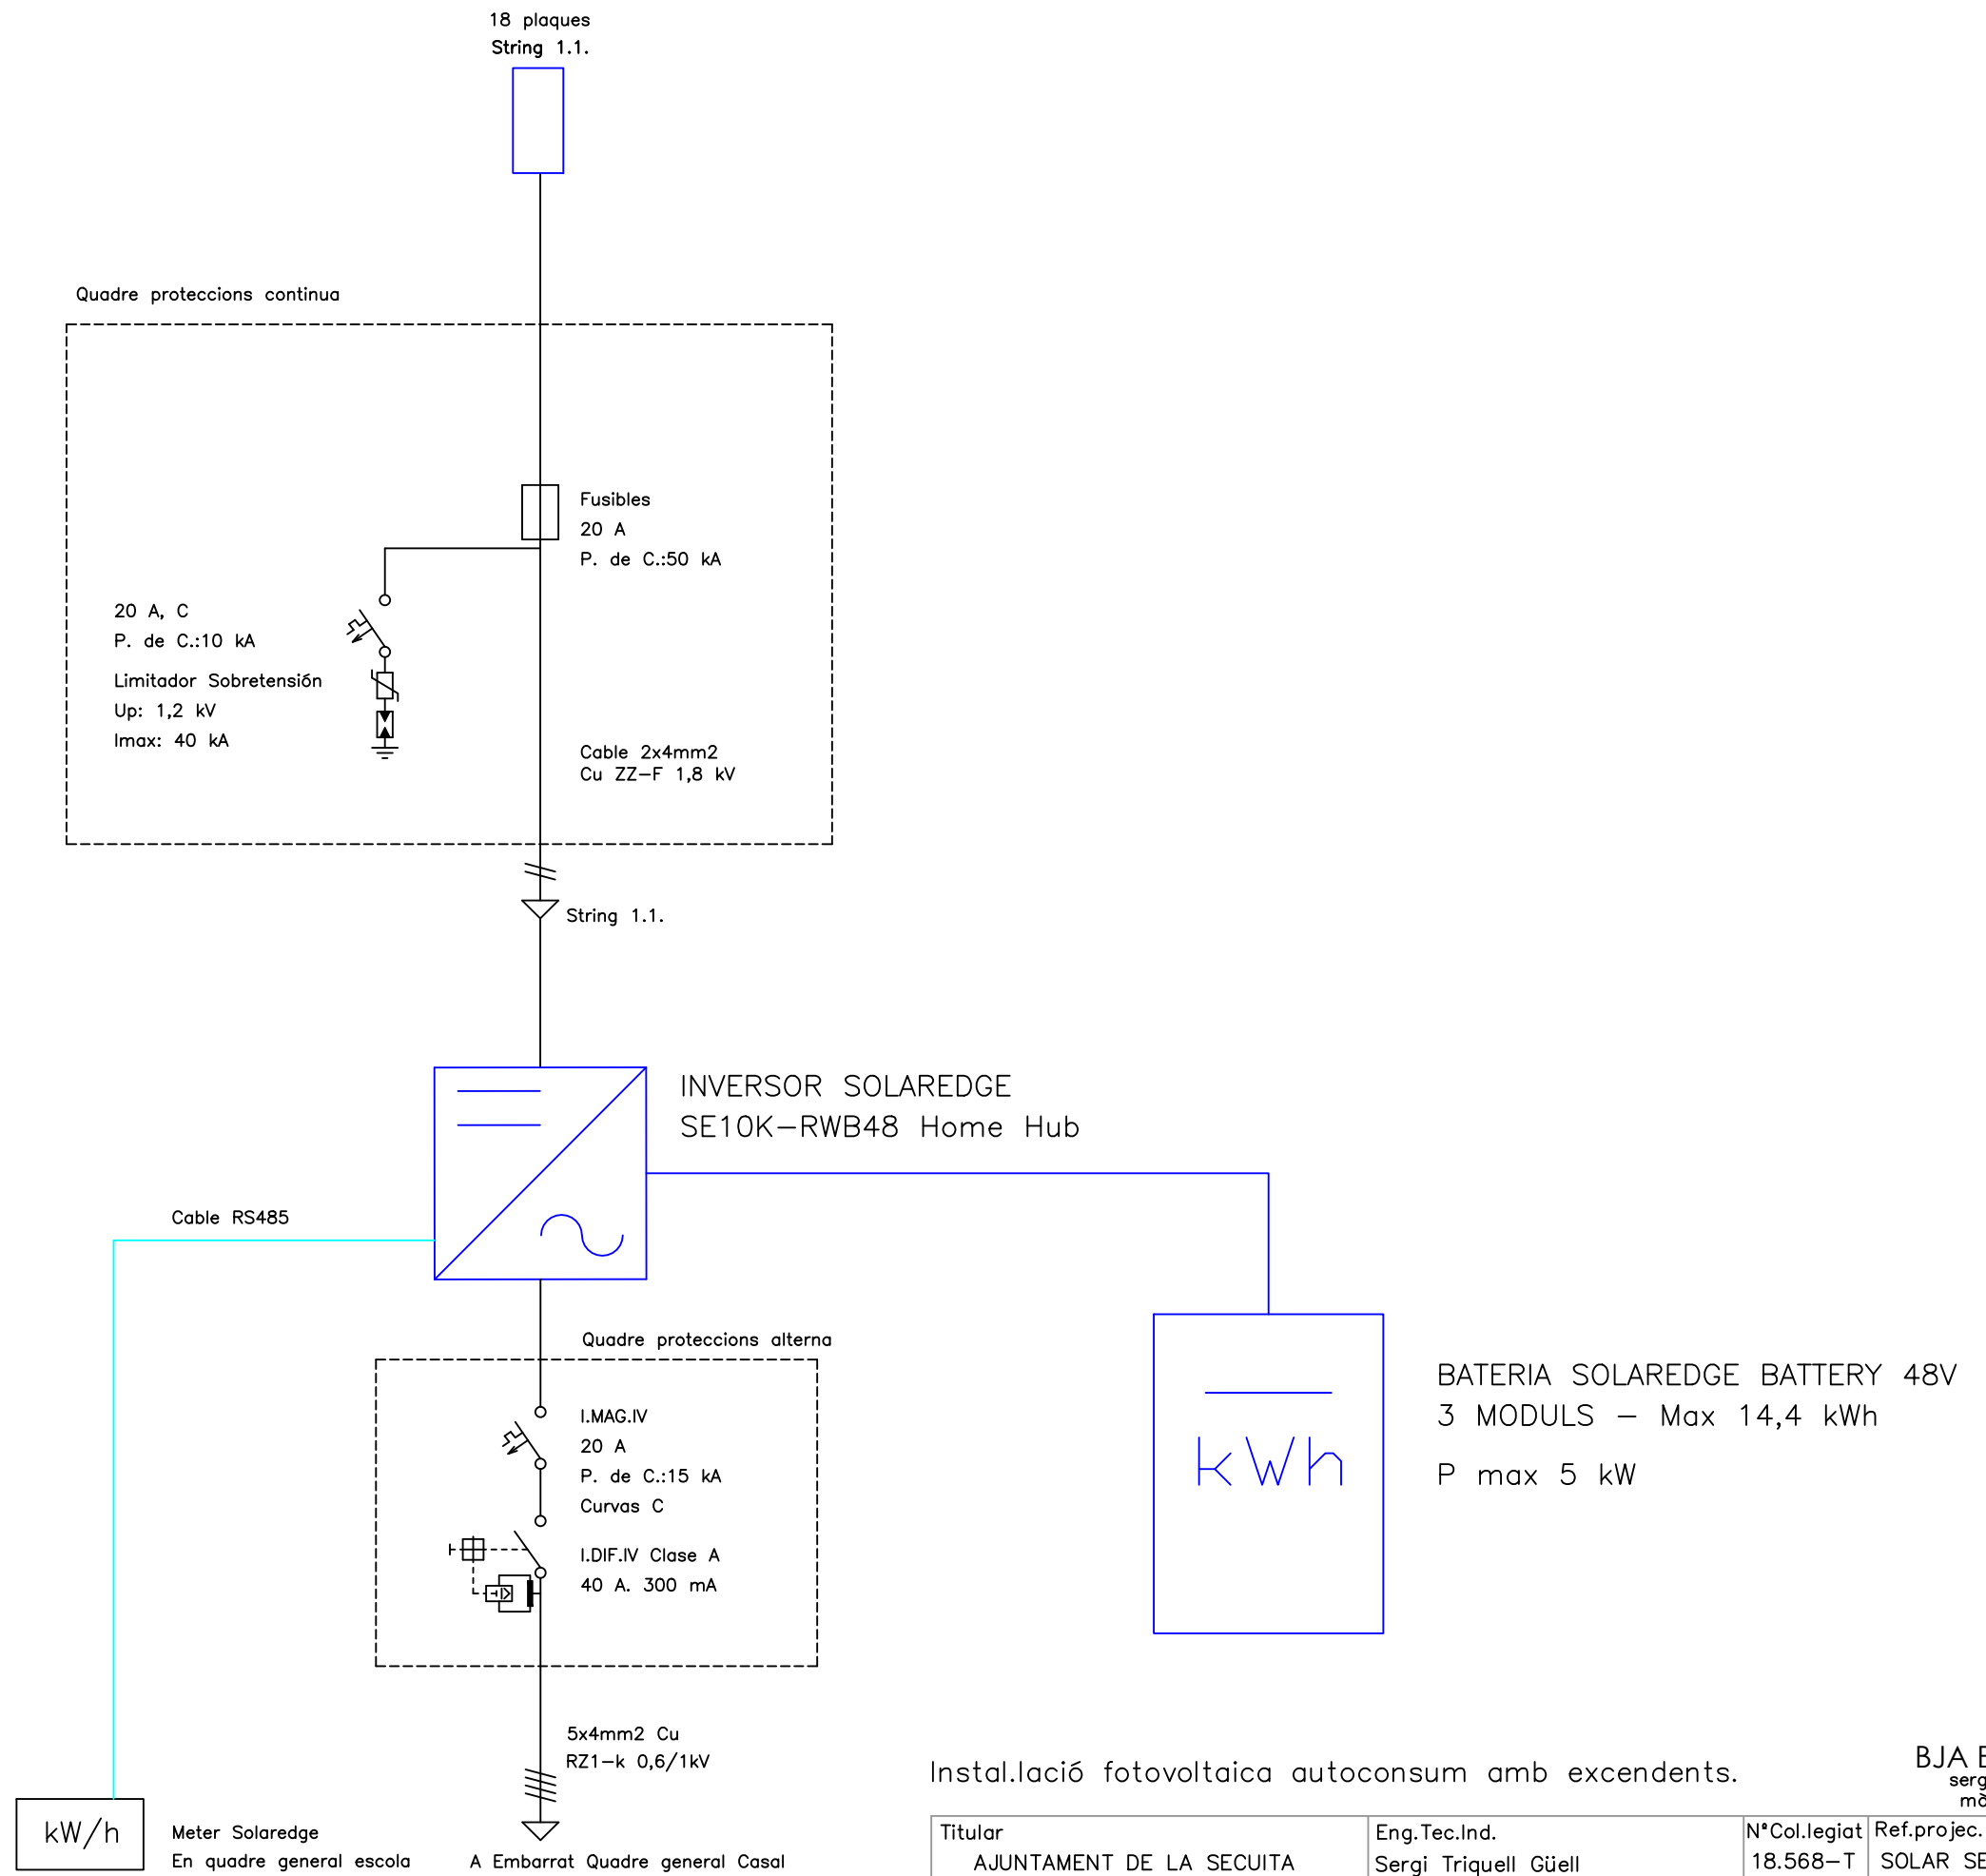 18 plaques
String 1.1.
Quadre proteccions continua
Fusibles
20 A
P. de C.:50 kA
20 A, C
P. de C.:10 kA
Limitador Sobretensión
Up: 1,2 kV
Imax: 40 kA
Cable 2x4mm2
Cu ZZ-F 1,8 kV
String 1.1.
INVERSOR SOLAREDGE
SE10K-RWB48 Home Hub
Cable RS485
Quadre proteccions alterna
I.MAG.IV
20 A
P. de C.:15 kA
Curvas C
I.DIF.IV Clase A
40 A. 300 mA
kWh
BATERIA SOLAREDGE BATTERY 48V
3 MODULS - Max 14,4 kWh
P max 5 kW
5x4mm2 Cu
RZ1-k 0,6/1kV
kW/h
Meter Solaredge
En quadre general escola
A Embarrat Quadre general Casal
Instal.lació fotovoltaica autoconsum amb excendents.
BJA
Titular
AJUNTAMENT DE LA SECUITA
Eng.Tec.Ind.
Sergi Triquell Güell
NªCol.legiat
18.568-T
Ref.projec.
SOLAR